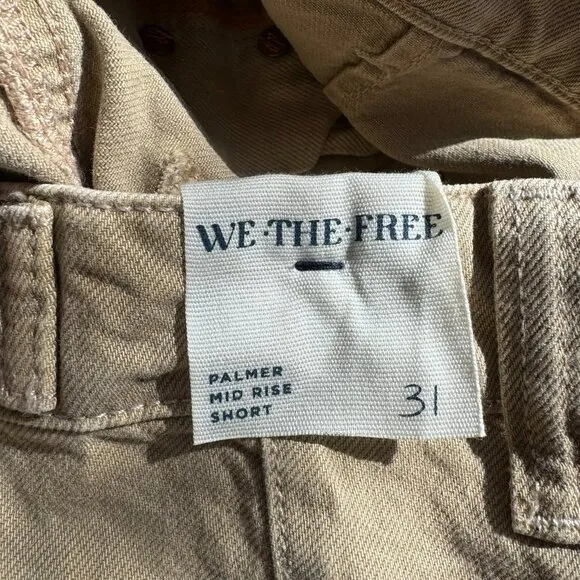 WE·THE·FREE
PALMER
MID RISE
SHORT
31